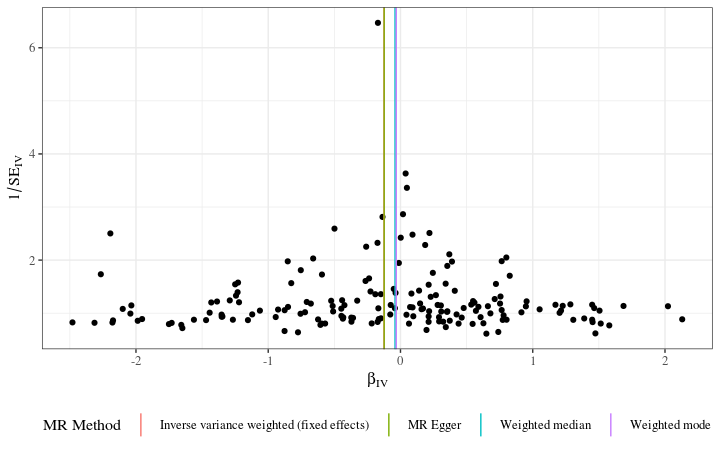 6
4
2
1/SE_IV
-2
-1
0
1
2
β_IV
MR Method
Inverse variance weighted (fixed effects)
MR Egger
Weighted median
Weighted mode